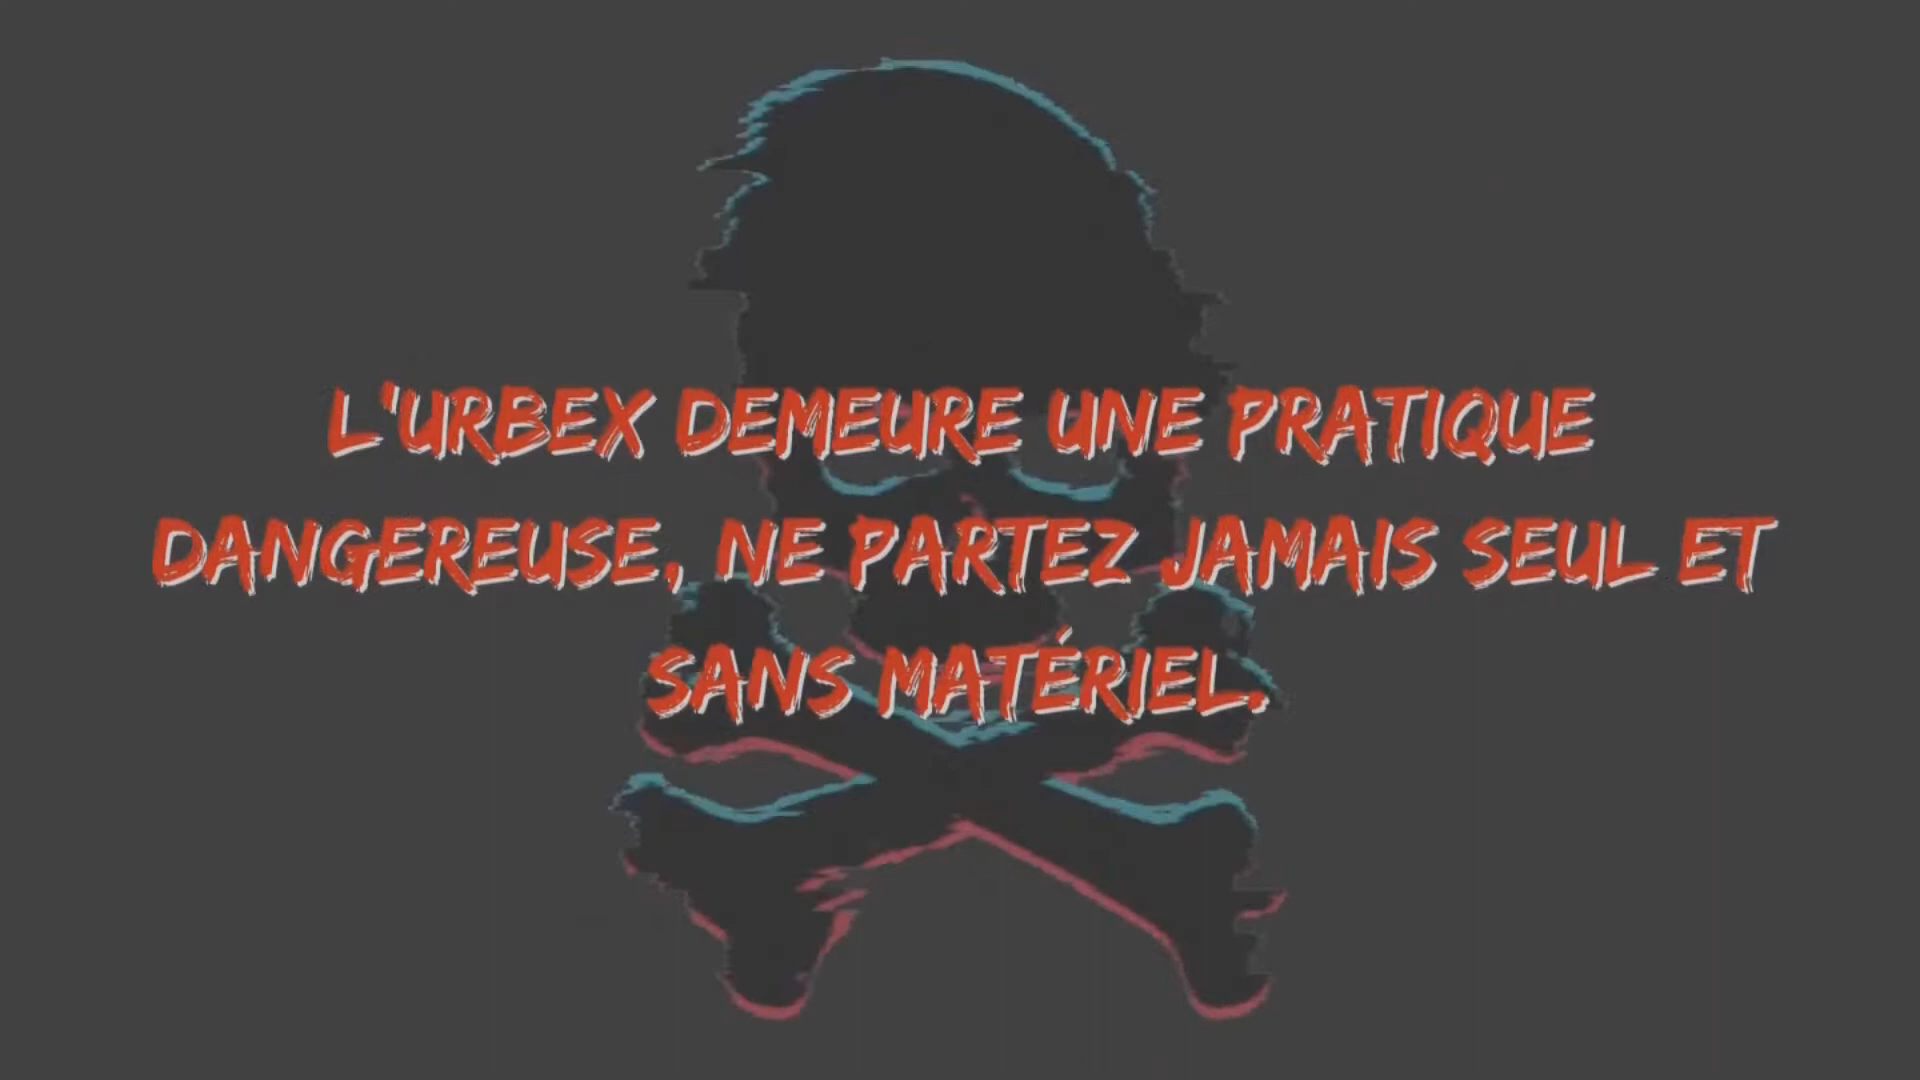 L'URBEX DEMEURE UNE PRATIQUE
DANGEREUSE, NE PARTEZ JAMAIS SEUL ET
SANS MATÉRIEL.